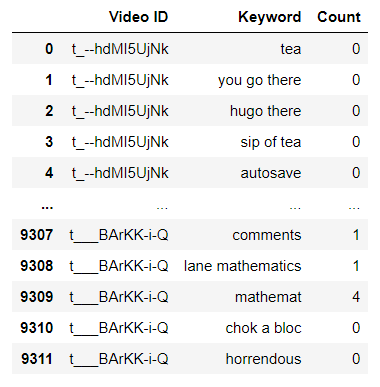 Video ID Keyword Count
0 t_--hdMI5UjNk tea 0
1 t_--hdMI5UjNk you go there 0
2 t_--hdMI5UjNk hugo there 0
3 t_--hdMI5UjNk sip of tea 0
4 t_--hdMI5UjNk autosave 0
... ... ... ...
9307 t___BArKK-i-Q comments 1
9308 t___BArKK-i-Q lane mathematics 1
9309 t___BArKK-i-Q mathemat 4
9310 t___BArKK-i-Q chok a bloc 0
9311 t___BArKK-i-Q horrendous 0